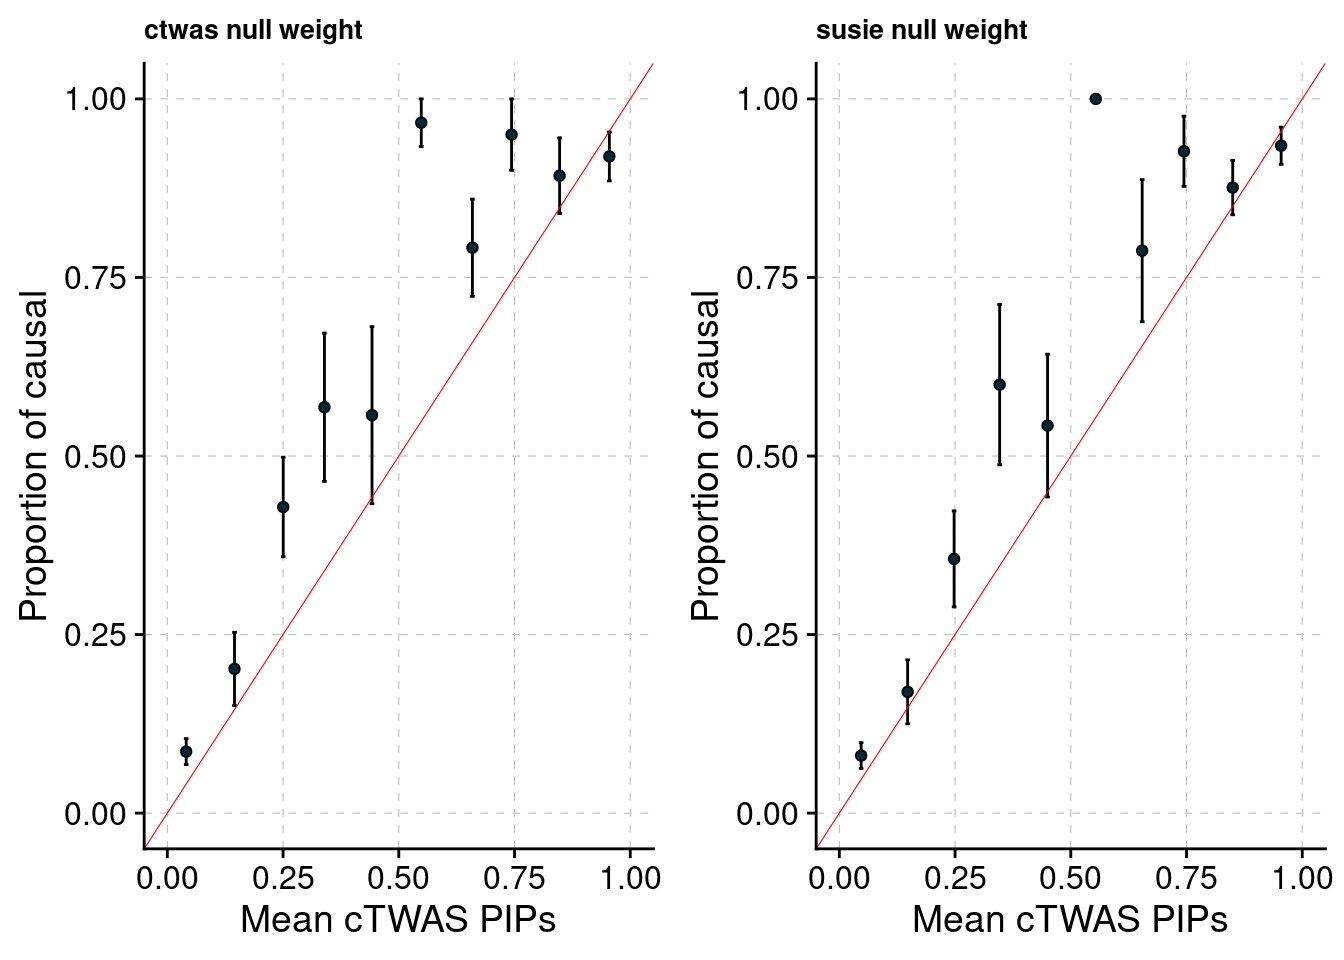 ctwas null weight
1.00
0.75
0.50
0.25
0.00
Proportion of causal
0.00 0.25 0.50 0.75 1.00
Mean cTWAS PIPs
susie null weight
1.00
0.75
0.50
0.25
0.00
Proportion of causal
0.00 0.25 0.50 0.75 1.00
Mean cTWAS PIPs